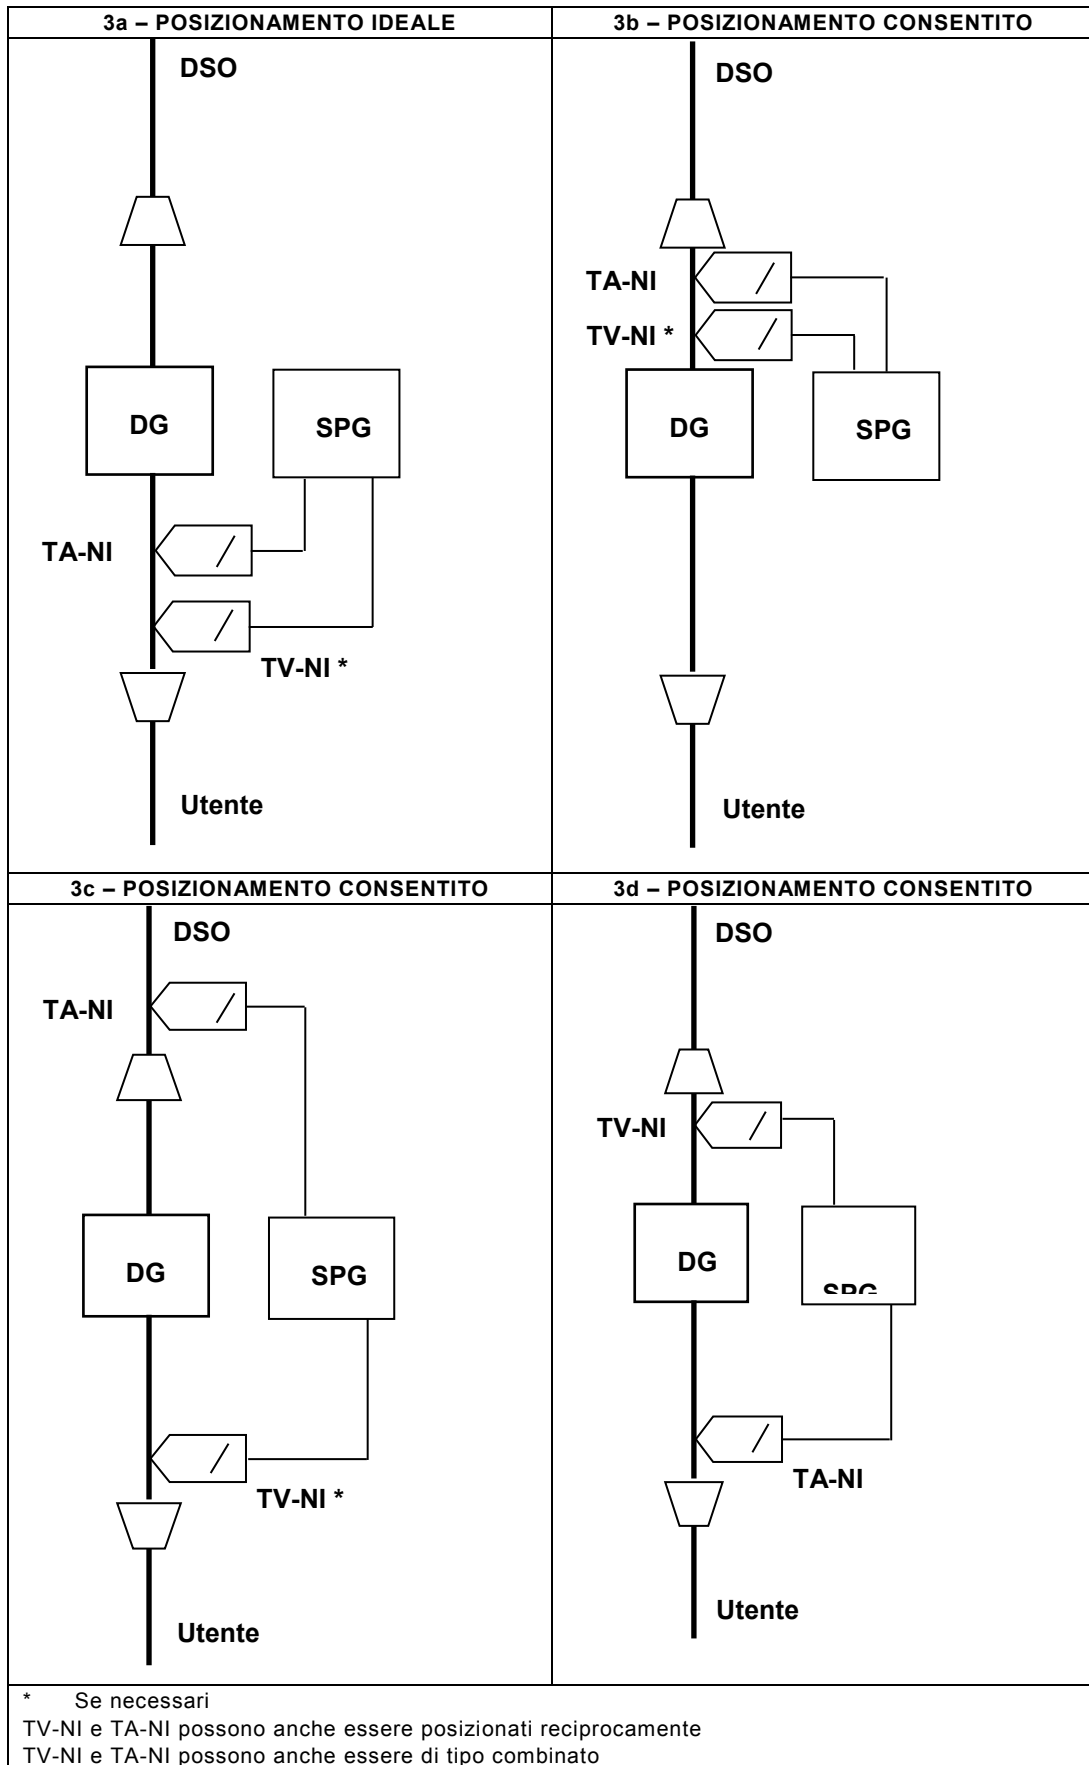 3a – POSIZIONAMENTO IDEALE
3b – POSIZIONAMENTO CONSENTITO
DSO
DG
SPG
TA-NI
TV-NI *
Utente
DSO
TA-NI
TV-NI *
DG
SPG
Utente
3c – POSIZIONAMENTO CONSENTITO
3d – POSIZIONAMENTO CONSENTITO
DSO
TA-NI
DG
SPG
TV-NI *
Utente
DSO
TV-NI
DG
SPG
TA-NI
Utente
* Se necessari
TV-NI e TA-NI possono anche essere posizionati reciprocamente
TV-NI e TA-NI possono anche essere di tipo combinato